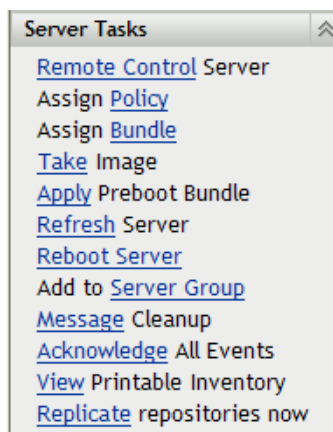 Server Tasks
Remote Control Server
Assign Policy
Assign Bundle
Take Image
Apply Preboot Bundle
Refresh Server
Reboot Server
Add to Server Group
Message Cleanup
Acknowledge All Events
View Printable Inventory
Replicate repositories now